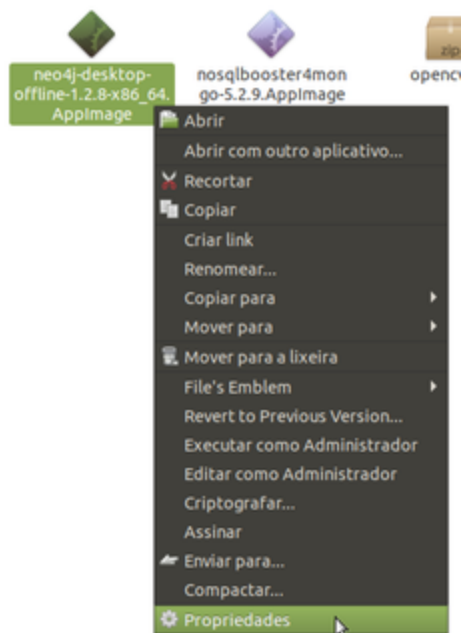 neo4j-desktop-
offline-1.2.8-x86_64.
AppImage
nosqlbooster4mon
go-5.2.9.AppImage
zip
opencv
Abrir
Abrir com outro aplicativo...
Recortar
Copiar
Criar link
Renomear...
Copiar para
Mover para
Mover para a lixeira
File's Emblem
Revert to Previous Version...
Executar como Administrador
Editar como Administrador
Criptografar...
Assinar
Enviar para...
Compactar...
Propriedades